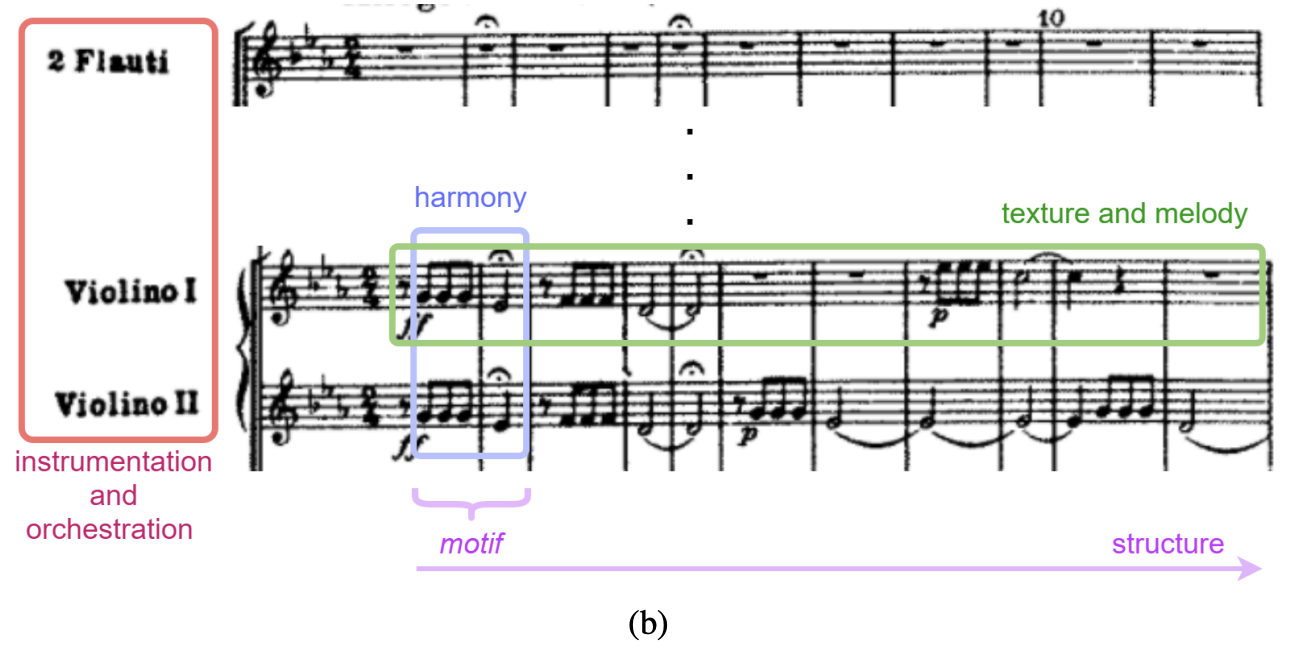 10
2 Flauti
harmony
texture and melody
Violino I
ff
p
Violino II
ff
p
instrumentation
and
orchestration
motif
structure
(b)